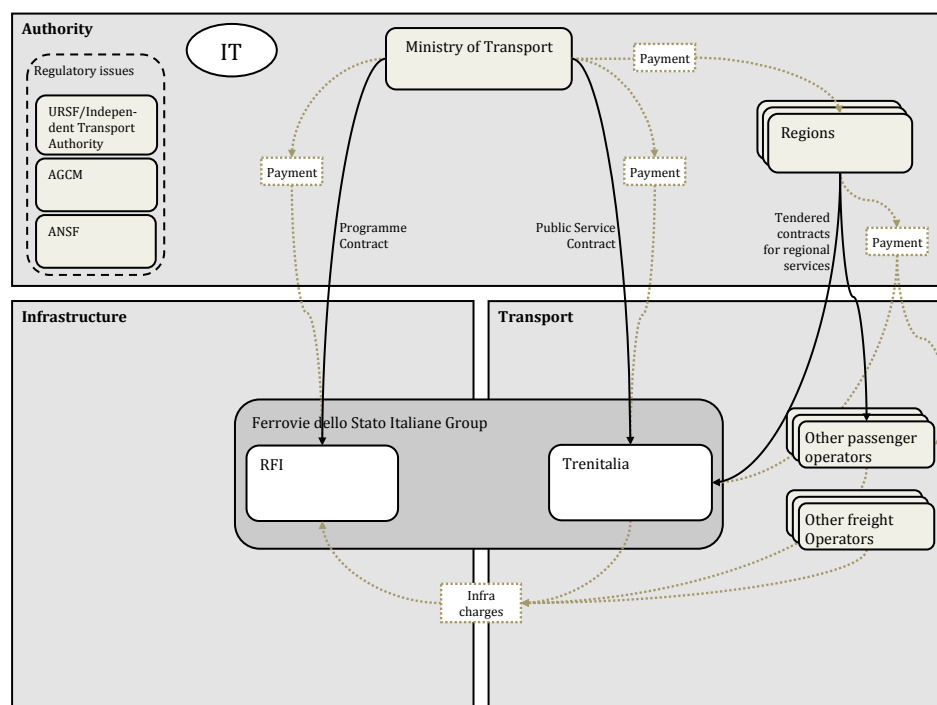 Authority
IT
Ministry of Transport
Payment
Regulatory issues
URSF/Indepen-
dent Transport
Authority
AGCM
ANSF
Regions
Payment
Payment
Programme
Contract
Public Service
Contract
Tendered
contracts
for regional
services
Payment
Infrastructure
Transport
Ferrovie dello Stato Italiane Group
RFI
Trenitalia
Other passenger
operators
Other freight
Operators
Infra
charges